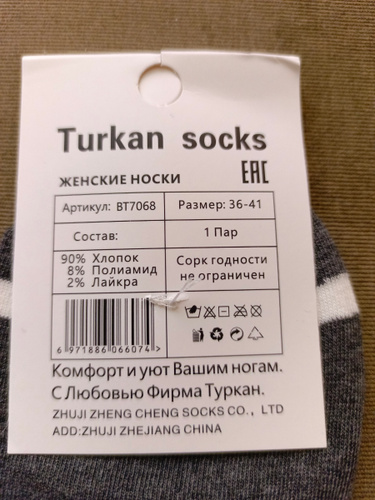 Turkan socks
ЖЕНСКИЕ НОСКИ EAC
Артикул: BT7068
Размер: 36-41
Состав:
1 Пар
90% Хлопок
8% Полиамид
2% Лайкра
Сорк годности
не ограничен
6 971886 066074 >
Комфорт и уют Вашим ногам.
С Любовью Фирма Туркан.
ZHUJI ZHENG CHENG SOCKS CO., LTD
ADD:ZHUJI ZHEJIANG CHINA